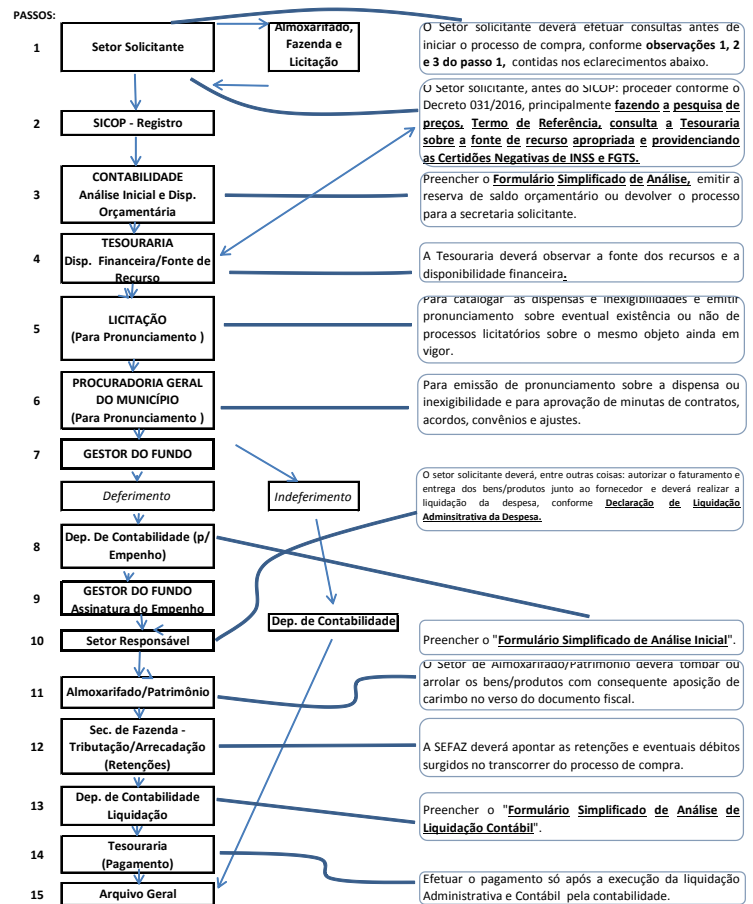 PASSOS:
1
Setor Solicitante
Almoxarifado,
Fazenda e
Licitação
O Setor solicitante deverá efetuar consultas antes de
iniciar o processo de compra, conforme observações 1, 2
e 3 do passo 1, contidas nos eclarecimentos abaixo.
2
SICOP - Registro
O Setor solicitante, antes do SICOP: proceder conforme o
Decreto 031/2016, principalmente fazendo a pesquisa de
preços, Termo de Referência, consulta a Tesouraria
sobre a fonte de recurso apropriada e providenciando
as Certidões Negativas de INSS e FGTS.
3
CONTABILIDADE
Análise Inicial e Disp.
Orçamentária
Preencher o Formulário Simplificado de Análise, emitir a
reserva de saldo orçamentário ou devolver o processo
para a secretaria solicitante.
4
TESOURARIA
Disp. Financeira/Fonte de
Recurso
A Tesouraria deverá observar a fonte dos recursos e a
disponibilidade financeira.
5
LICITAÇÃO
(Para Pronunciamento )
Para catalogar as dispensas e inexigibilidades e emitir
pronunciamento sobre eventual existência ou não de
processos licitatórios sobre o mesmo objeto ainda em
vigor.
6
PROCURADORIA GERAL
DO MUNICÍPIO
(Para Pronunciamento )
Para emissão de pronunciamento sobre a dispensa ou
inexigibilidade e para aprovação de minutas de contratos,
acordos, convênios e ajustes.
7
GESTOR DO FUNDO
Deferimento
Indeferimento
O setor solicitante deverá, entre outras coisas: autorizar o faturamento e
entrega dos bens/produtos junto ao fornecedor e deverá realizar a
liquidação da despesa, conforme Declaração de Liquidação
Adminsitrativa da Despesa.
8
Dep. De Contabilidade (p/
Empenho)
9
GESTOR DO FUNDO
Assinatura do Empenho
Dep. de Contabilidade
10
Setor Responsável
Preencher o "Formulário Simplificado de Análise Inicial".
11
Almoxarifado/Patrimônio
O Setor de Almoxarifado/Patrimônio deverá tombar ou
arrolar os bens/produtos com consequente aposição de
carimbo no verso do documento fiscal.
12
Sec. de Fazenda -
Tributação/Arrecadação
(Retenções)
A SEFAZ deverá apontar as retenções e eventuais débitos
surgidos no transcorrer do processo de compra.
13
Dep. de Contabilidade
Liquidação
Preencher o "Formulário Simplificado de Análise de
Liquidação Contábil".
14
Tesouraria
(Pagamento)
Efetuar o pagamento só após a execução da liquidação
Administrativa e Contábil pela contabilidade.
15
Arquivo Geral